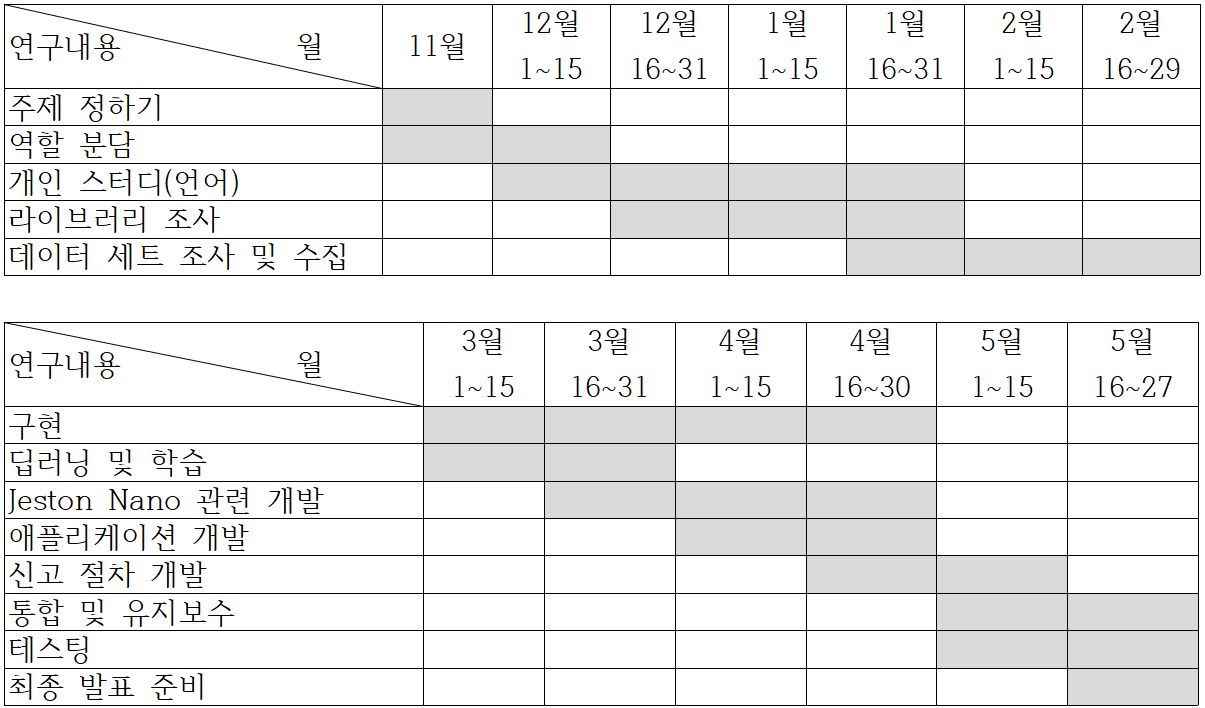 연구내용 월 11월 12월 12월 1월 1월 2월 2월
1~15 16~31 1~15 16~31 1~15 16~29
주제 정하기
역할 분담
개인 스터디(언어)
라이브러리 조사
데이터 세트 조사 및 수집
연구내용 월 3월 3월 4월 4월 5월 5월
1~15 16~31 1~15 16~30 1~15 16~27
구현
딥러닝 및 학습
Jeston Nano 관련 개발
애플리케이션 개발
신고 절차 개발
통합 및 유지보수
테스팅
최종 발표 준비